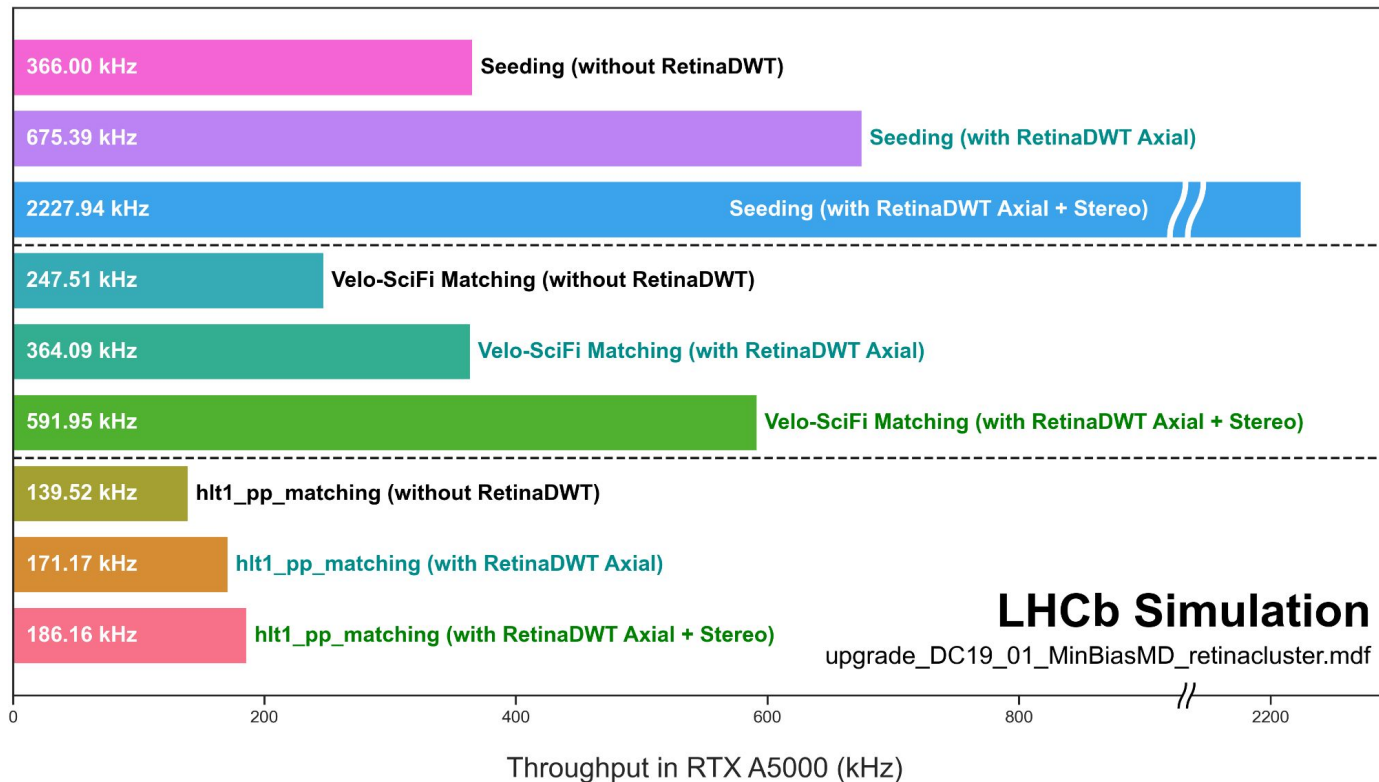 366.00 kHz Seeding (without RetinaDWT)
675.39 kHz Seeding (with RetinaDWT Axial)
2227.94 kHz Seeding (with RetinaDWT Axial + Stereo)
247.51 kHz Velo-SciFi Matching (without RetinaDWT)
364.09 kHz Velo-SciFi Matching (with RetinaDWT Axial)
591.95 kHz Velo-SciFi Matching (with RetinaDWT Axial + Stereo)
139.52 kHz hlt1_pp_matching (without RetinaDWT)
171.17 kHz hlt1_pp_matching (with RetinaDWT Axial)
186.16 kHz hlt1_pp_matching (with RetinaDWT Axial + Stereo)
LHCb Simulation
upgrade_DC19_01_MinBiasMD_retinacluster.mdf
0 200 400 600 800 2200
Throughput in RTX A5000 (kHz)